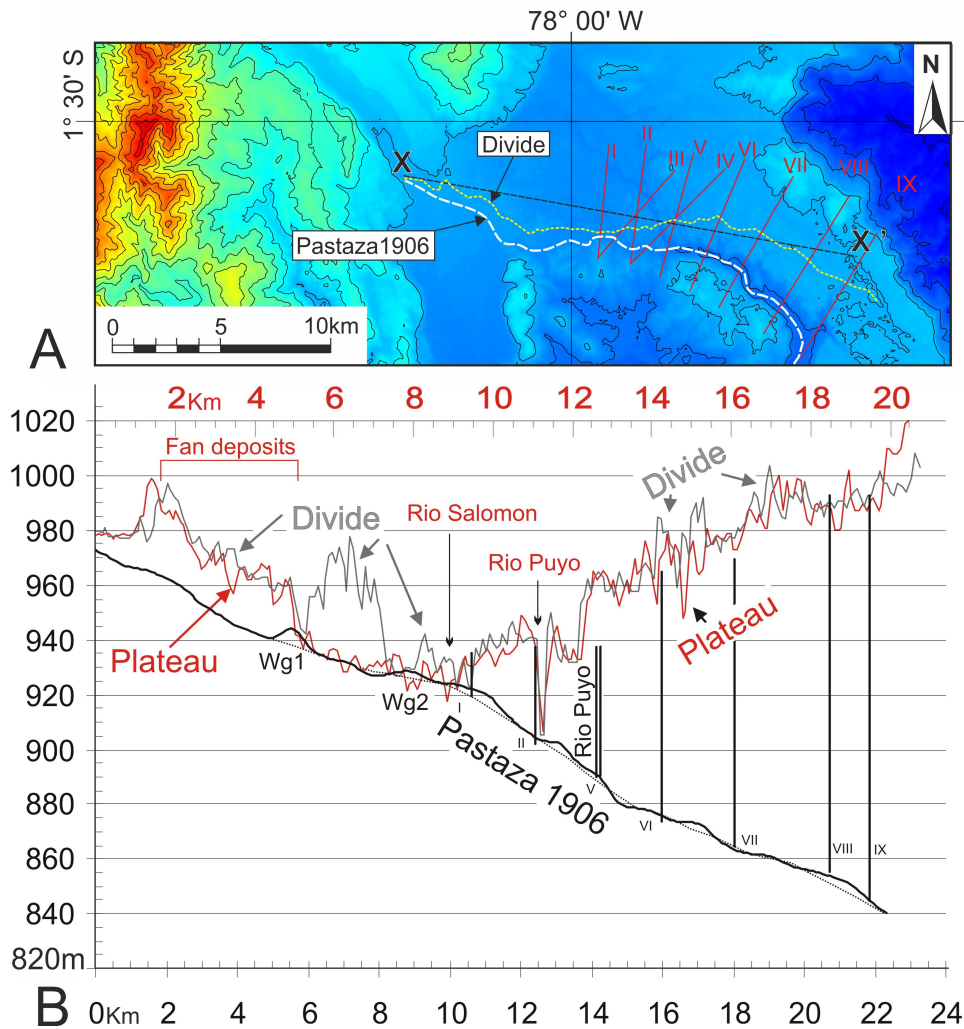 78° 00' W
1° 30' S
N
X
Divide
Pastaza1906
II
II
III
V
IV
VI
VII
VIII
IX
X'
0 5 10km
A
2Km 4 6 8 10 12 14 16 18 20
1020
1000
980
960
940
920
900
880
860
840
820m
Fan deposits
Divide
Rio Salomon
Rio Puyo
Divide
Plateau
Plateau
Wg1
Wg2
Pastaza 1906
Rio Puyo
I
II
V
VI
VII
VIII
IX
B
0Km 2 4 6 8 10 12 14 16 18 20 22 24